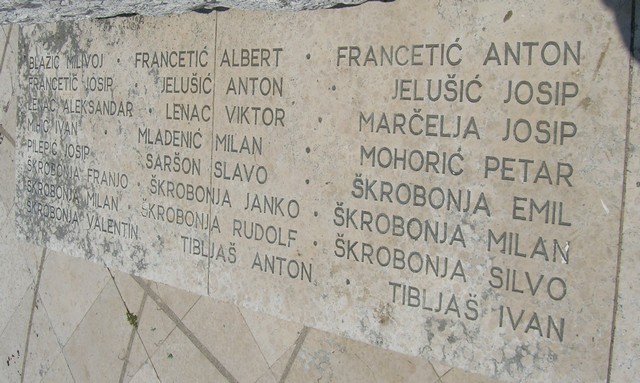 BLAŽIĆ MILIVOJ · FRANCETIĆ ALBERT · FRANCETIĆ ANTON
FRANCETIĆ JOSIP · JELUŠIĆ ANTON · JELUŠIĆ JOSIP
LENAC ALEKSANDAR · LENAC VIKTOR · MARČELJA JOSIP
IVAN · MLADENIĆ MILAN · MOHORIĆ PETAR
PILEPIĆ JOSIP · SARŠON SLAVO · ŠKROBONJA EMIL
ŠKROBONJA FRANJO · ŠKROBONJA JANKO · ŠKROBONJA MILAN
ŠKROBONJA MILAN · ŠKROBONJA RUDOLF · ŠKROBONJA SILVO
ŠKROBONJA VALENTIN · TIBLJAŠ ANTON · TIBLJAŠ IVAN